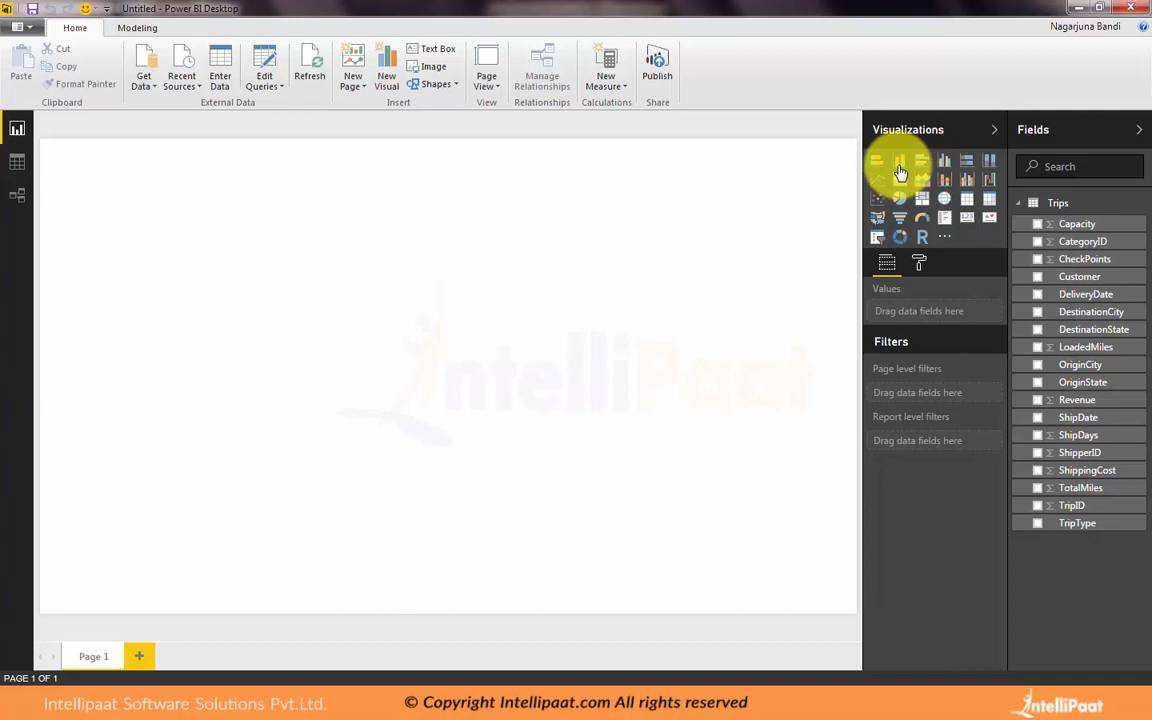 Untitled - Power BI Desktop
Home
Modeling
Nagarjuna Bandi
Paste
Cut
Copy
Format Painter
Clipboard
Get Data
Recent Sources
Enter Data
Edit Queries
Refresh
External Data
New Page
New Visual
Text Box
Image
Shapes
Insert
Page View
View
Manage Relationships
Relationships
New Measure
Calculations
Publish
Share
Visualizations
Values
Drag data fields here
Filters
Page level filters
Drag data fields here
Report level filters
Drag data fields here
Fields
Search
Trips
Capacity
CategoryID
CheckPoints
Customer
DeliveryDate
DestinationCity
DestinationState
LoadedMiles
OriginCity
OriginState
Revenue
ShipDate
ShipDays
ShipperID
ShippingCost
TotalMiles
TripID
TripType
IntelliPaat
Page 1
PAGE 1 OF 1
Intellipaat Software Solutions Pvt.Ltd.
© Copyright Intellipaat.com All rights reserved
IntelliPaat